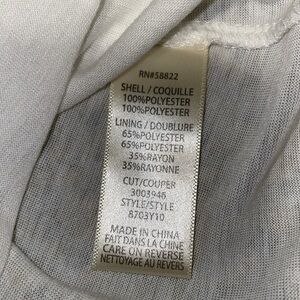 RN#58822
SHELL / COQUILLE
100%POLYESTER
100%POLYESTER
LINING / DOUBLURE
65%POLYESTER
65%POLYESTER
35%RAYON
35%RAYONNE
CUT/COUPER
3003946
STYLE/STYLE
8703Y10
MADE IN CHINA
FAIT DANS LA CHINE
CARE ON REVERSE
NETTOYAGE AU REVERS